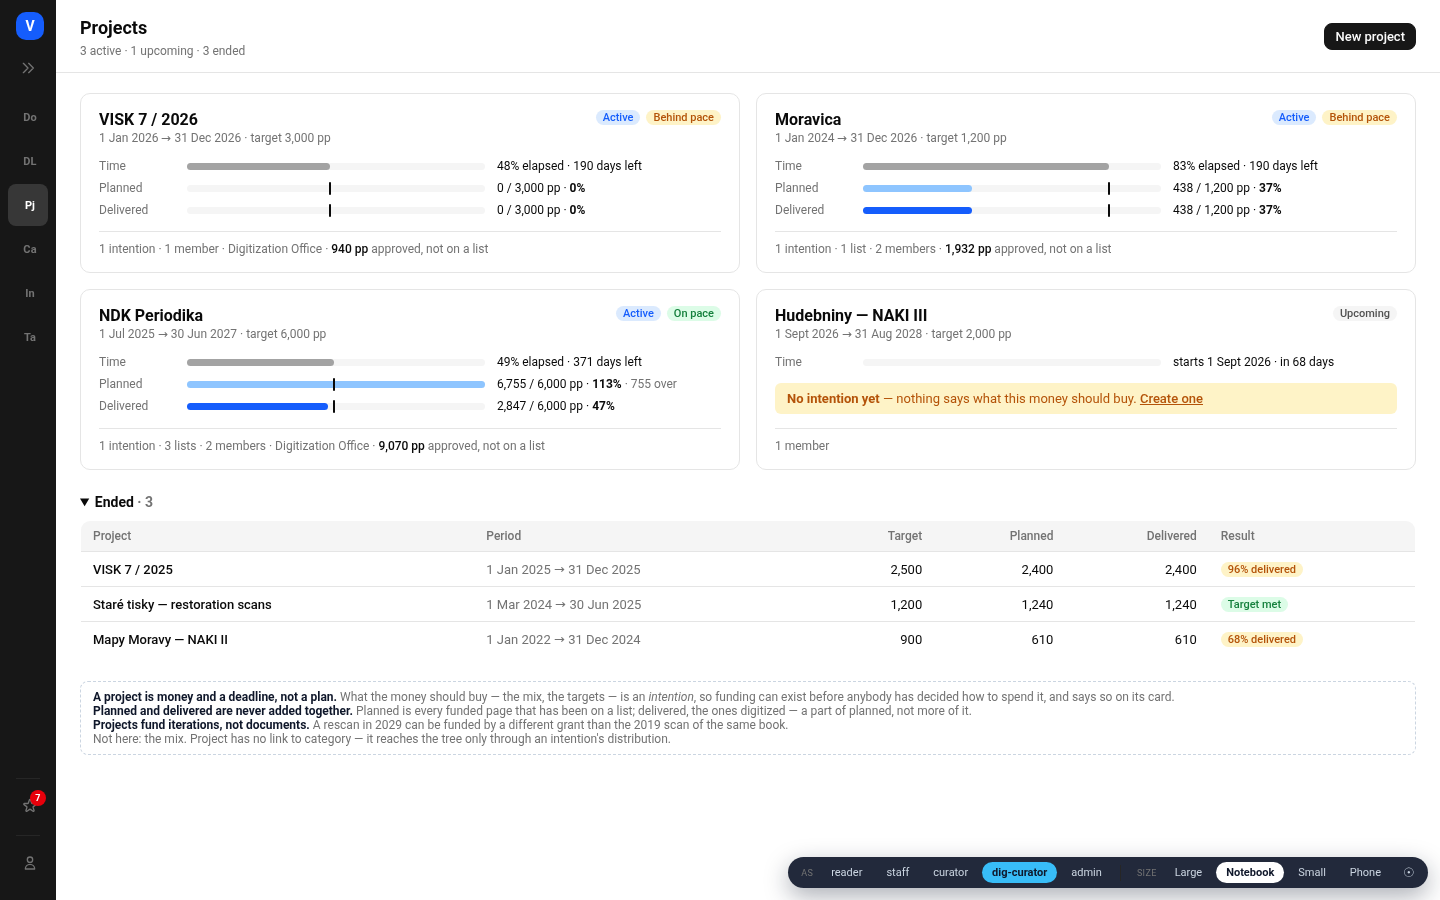 V
Projects
3 active · 1 upcoming · 3 ended
New project
Do
DL
Pj
Ca
In
Ta
7
VISK 7 / 2026
Active
Behind pace
1 Jan 2026 → 31 Dec 2026 · target 3,000 pp
Time
48% elapsed · 190 days left
Planned
0 / 3,000 pp · 0%
Delivered
0 / 3,000 pp · 0%
1 intention · 1 member · Digitization Office · 940 pp approved, not on a list
Moravica
Active
Behind pace
1 Jan 2024 → 31 Dec 2026 · target 1,200 pp
Time
83% elapsed · 190 days left
Planned
438 / 1,200 pp · 37%
Delivered
438 / 1,200 pp · 37%
1 intention · 1 list · 2 members · 1,932 pp approved, not on a list
NDK Periodika
Active
On pace
1 Jul 2025 → 30 Jun 2027 · target 6,000 pp
Time
49% elapsed · 371 days left
Planned
6,755 / 6,000 pp · 113% · 755 over
Delivered
2,847 / 6,000 pp · 47%
1 intention · 3 lists · 2 members · Digitization Office · 9,070 pp approved, not on a list
Hudebniny — NAKI III
Upcoming
1 Sept 2026 → 31 Aug 2028 · target 2,000 pp
Time
starts 1 Sept 2026 · in 68 days
No intention yet — nothing says what this money should buy. Create one
1 member
▼ Ended · 3
Project Period Target Planned Delivered Result
VISK 7 / 2025 1 Jan 2025 → 31 Dec 2025 2,500 2,400 2,400 96% delivered
Staré tisky — restoration scans 1 Mar 2024 → 30 Jun 2025 1,200 1,240 1,240 Target met
Mapy Moravy — NAKI II 1 Jan 2022 → 31 Dec 2024 900 610 610 68% delivered
A project is money and a deadline, not a plan. What the money should buy — the mix, the targets — is an intention, so funding can exist before anybody has decided how to spend it, and says so on its card.
Planned and delivered are never added together. Planned is every funded page that has been on a list; delivered, the ones digitized — a part of planned, not more of it.
Projects fund iterations, not documents. A rescan in 2029 can be funded by a different grant than the 2019 scan of the same book.
Not here: the mix. Project has no link to category — it reaches the tree only through an intention's distribution.
AS reader staff curator dig-curator admin SIZE Large Notebook Small Phone